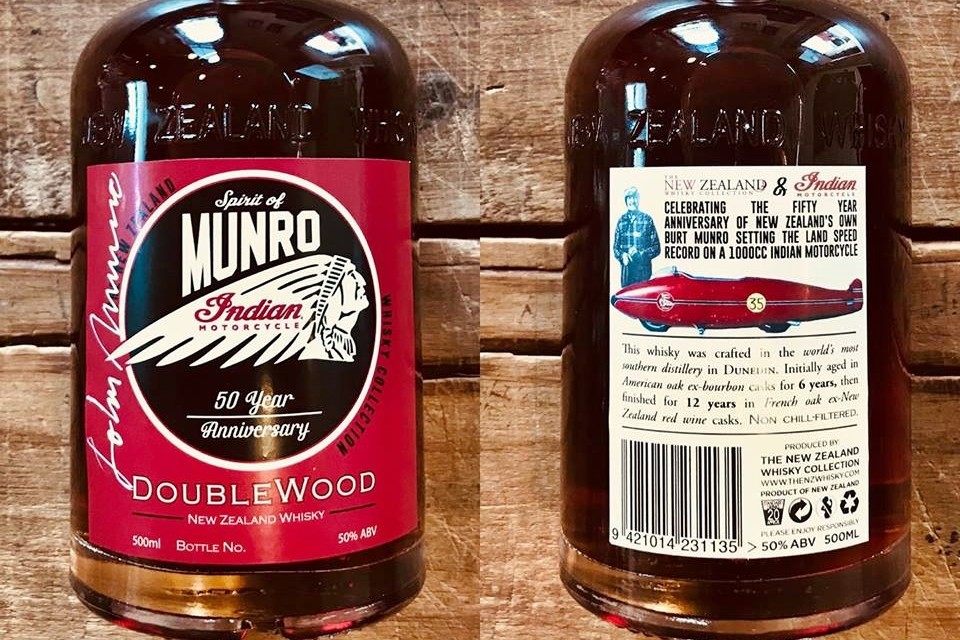 NEW ZEALAND WHISKY
John Munro
NEW ZEALAND
WHISKY COLLECTION
Spirit of
MUNRO
Indian
MOTORCYCLE
50 Year
Anniversary
DOUBLEWOOD
NEW ZEALAND WHISKY
500ml BOTTLE NO. 50% ABV
ZEALAND WHISKY
THE
NEW ZEALAND & Indian
WHISKY COLLECTION MOTORCYCLE
CELEBRATING THE FIFTY YEAR
ANNIVERSARY OF NEW ZEALAND'S OWN
BURT MUNRO SETTING THE LAND SPEED
RECORD ON A 1000CC INDIAN MOTORCYCLE
35
This whisky was crafted in the world's most
southern distillery in DUNEDIN. Initially aged in
American oak ex-bourbon casks for 6 years, then
finished for 12 years in French oak ex-New
Zealand red wine casks. NON CHILL-FILTERED.
PRODUCED BY:
THE NEW ZEALAND
WHISKY COLLECTION
WWW.THENZWHISKY.COM
PRODUCT OF NEW ZEALAND
20
PLEASE ENJOY RESPONSIBLY
9 421014 231135 > 50% ABV 500ML